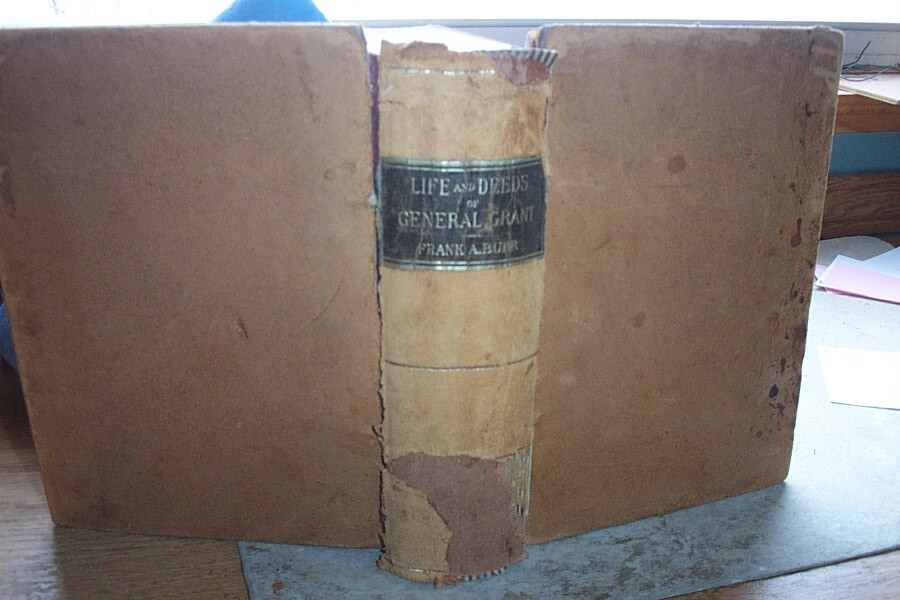 LIFE AND DEEDS
OF
GENERAL GRANT
FRANK A. BURR